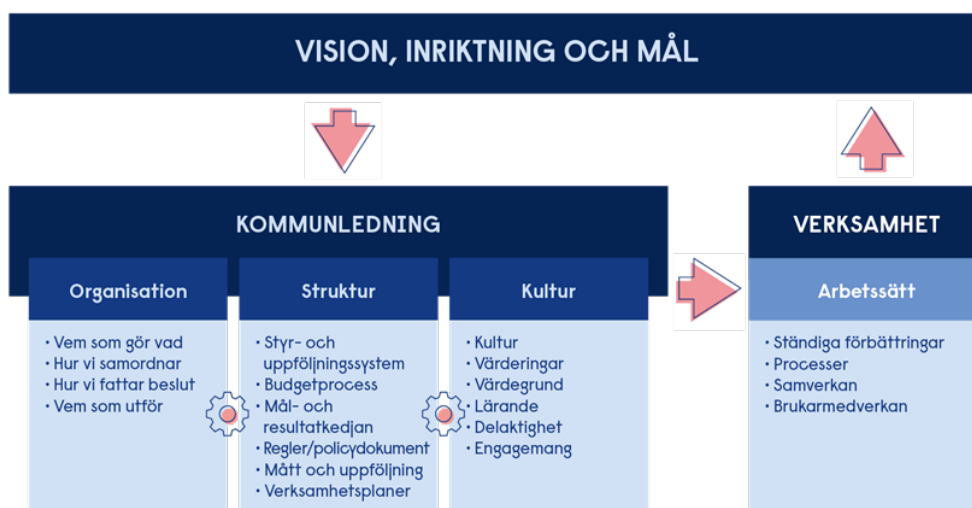 VISION, INRIKTNING OCH MÅL
KOMMUNLEDNING
Organisation
· Vem som gör vad
· Hur vi samordnar
· Hur vi fattar beslut
· Vem som utför
Struktur
· Styr- och
uppföljningssystem
· Budgetprocess
· Mål- och
resultatkedjan
· Regler/policydokument
· Mått och uppföljning
· Verksamhetsplaner
Kultur
· Kultur
· Värderingar
· Värdegrund
· Lärande
· Delaktighet
· Engagemang
VERKSAMHET
Arbetssätt
· Ständiga förbättringar
· Processer
· Samverkan
· Brukarmedverkan